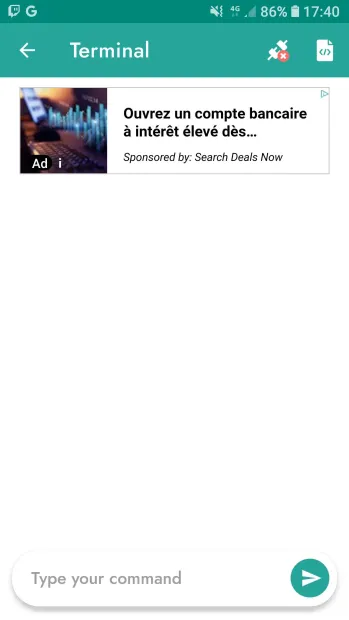 G 4G 86% 17:40
Terminal
Ouvrez un compte bancaire
à intérêt élevé dès…
Sponsored by: Search Deals Now
Ad i
Type your command